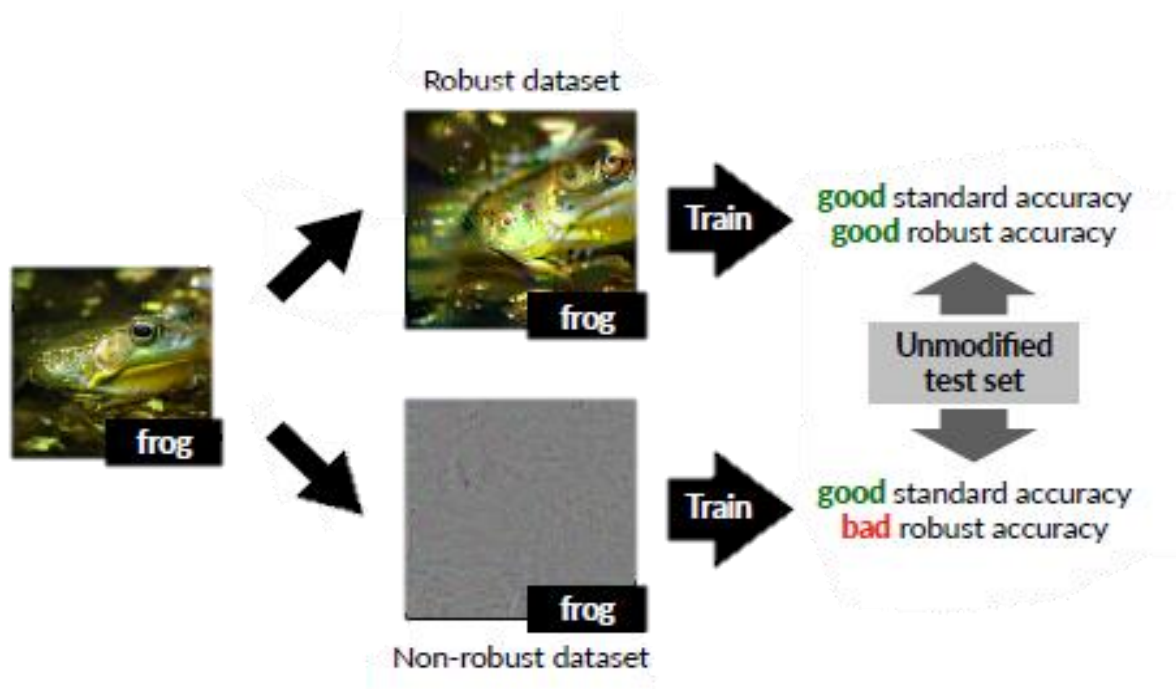 Robust dataset
frog
Train
good standard accuracy
good robust accuracy
frog
Unmodified
test set
frog
Train
good standard accuracy
bad robust accuracy
Non-robust dataset